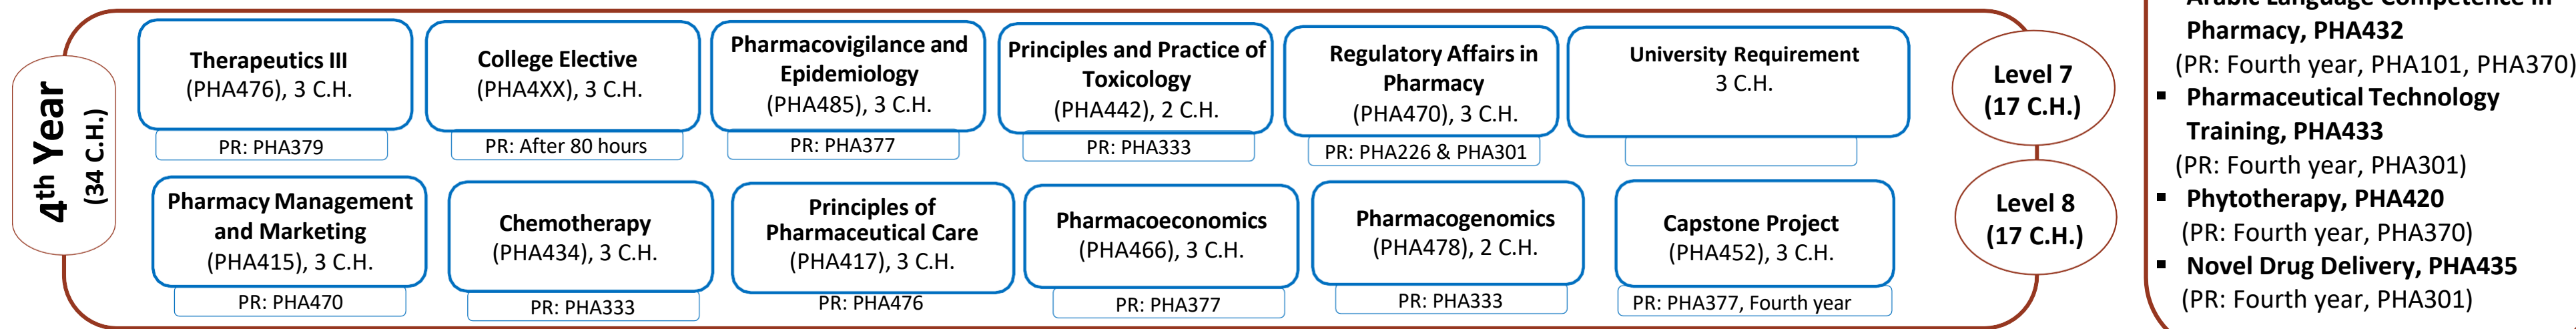 4th Year
(34 C.H.)
Therapeutics III
(PHA476), 3 C.H.
PR: PHA379
College Elective
(PHA4XX), 3 C.H.
PR: After 80 hours
Pharmacovigilance and
Epidemiology
(PHA485), 3 C.H.
PR: PHA377
Principles and Practice of
Toxicology
(PHA442), 2 C.H.
PR: PHA333
Regulatory Affairs in
Pharmacy
(PHA470), 3 C.H.
PR: PHA226 & PHA301
University Requirement
3 C.H.
Level 7
(17 C.H.)
Pharmacy Management
and Marketing
(PHA415), 3 C.H.
PR: PHA470
Chemotherapy
(PHA434), 3 C.H.
PR: PHA333
Principles of
Pharmaceutical Care
(PHA417), 3 C.H.
PR: PHA476
Pharmacoeconomics
(PHA466), 3 C.H.
PR: PHA377
Pharmacogenomics
(PHA478), 2 C.H.
PR: PHA333
Capstone Project
(PHA452), 3 C.H.
PR: PHA377, Fourth year
Level 8
(17 C.H.)
Arabic Language Competence in
Pharmacy, PHA432
(PR: Fourth year, PHA101, PHA370)
▪ Pharmaceutical Technology
Training, PHA433
(PR: Fourth year, PHA301)
▪ Phytotherapy, PHA420
(PR: Fourth year, PHA370)
▪ Novel Drug Delivery, PHA435
(PR: Fourth year, PHA301)